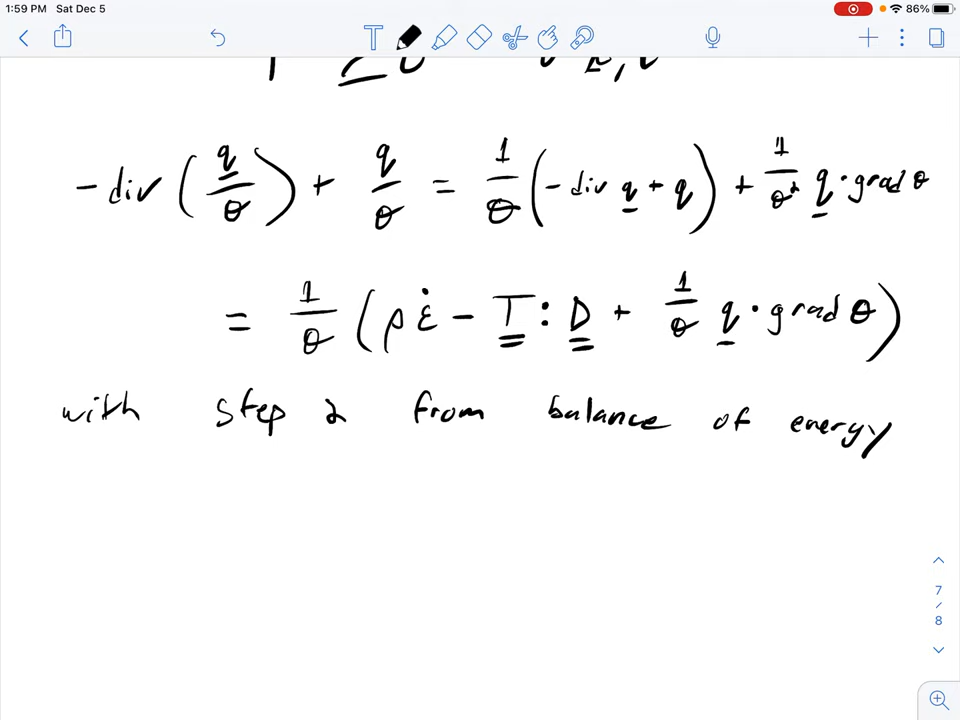 1:59 PM Sat Dec 5 86%
- div (q/θ) + q/θ = 1/θ (- div q + q) + 1/θ² q · grad θ
= 1/θ (ρ ε̇ - T : D + 1/θ q · grad θ)
with step 2 from balance of energy
7
/
8